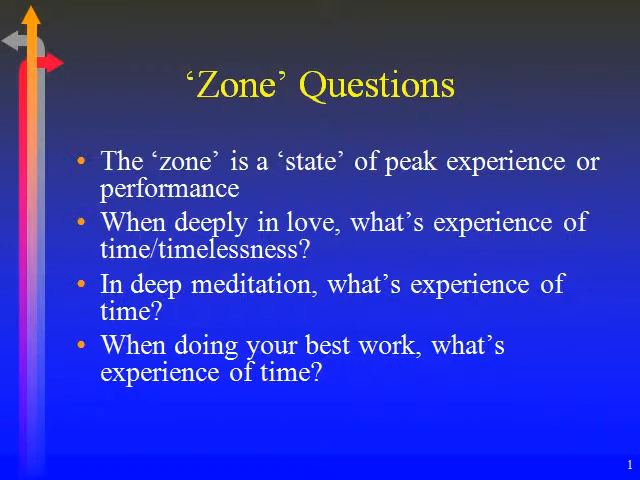 ‘Zone’ Questions
• The ‘zone’ is a ‘state’ of peak experience or
performance
• When deeply in love, what’s experience of
time/timelessness?
• In deep meditation, what’s experience of
time?
• When doing your best work, what’s
experience of time?
1